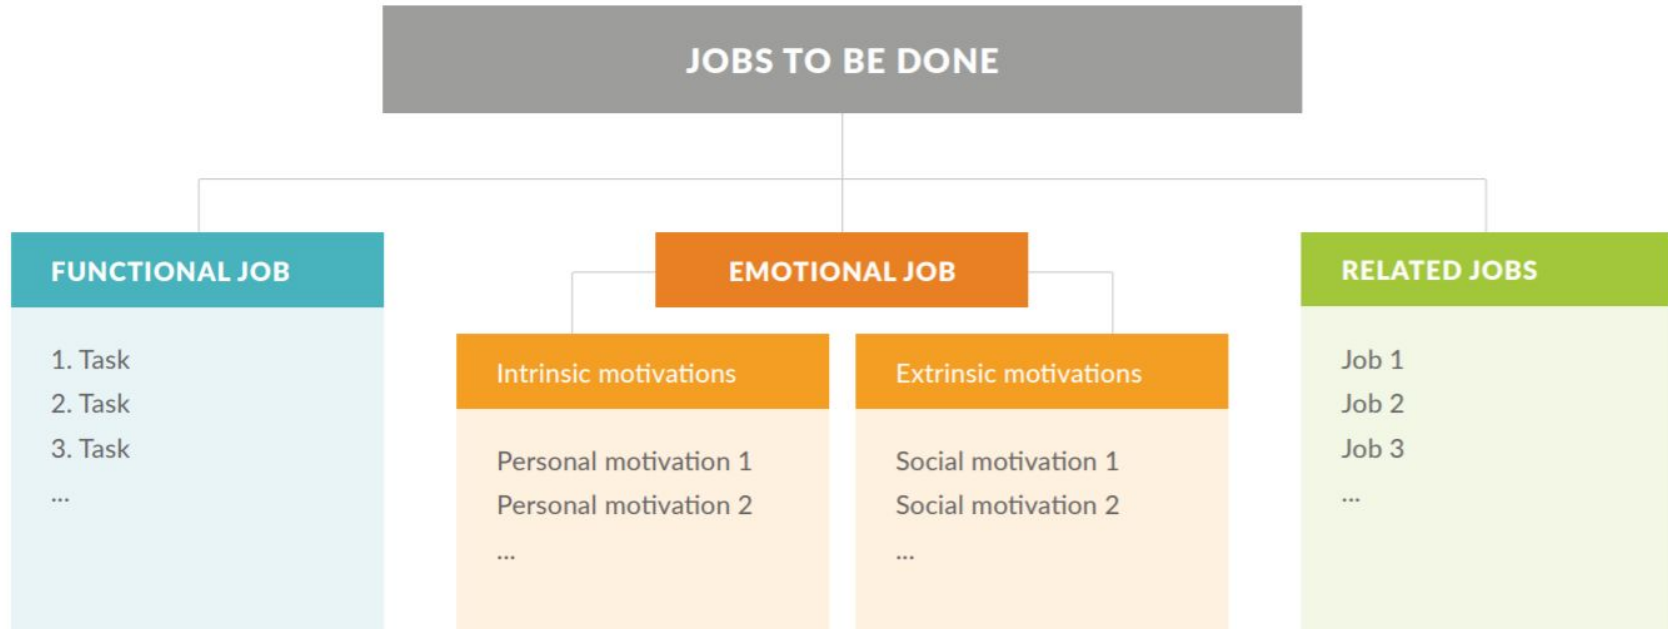 JOBS TO BE DONE
FUNCTIONAL JOB
1. Task
2. Task
3. Task
...
EMOTIONAL JOB
Intrinsic motivations
Personal motivation 1
Personal motivation 2
...
Extrinsic motivations
Social motivation 1
Social motivation 2
...
RELATED JOBS
Job 1
Job 2
Job 3
...